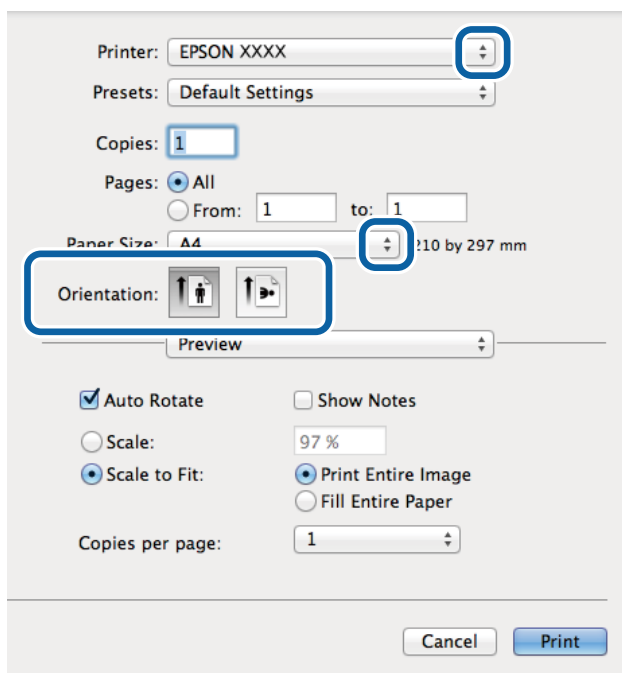 Printer: EPSON XXXX
Presets: Default Settings
Copies: 1
Pages: All
From: 1 to: 1
Paper Size: A4 210 by 297 mm
Orientation:
Preview
Auto Rotate Show Notes
Scale: 97 %
Scale to Fit: Print Entire Image
Fill Entire Paper
Copies per page: 1
Cancel Print